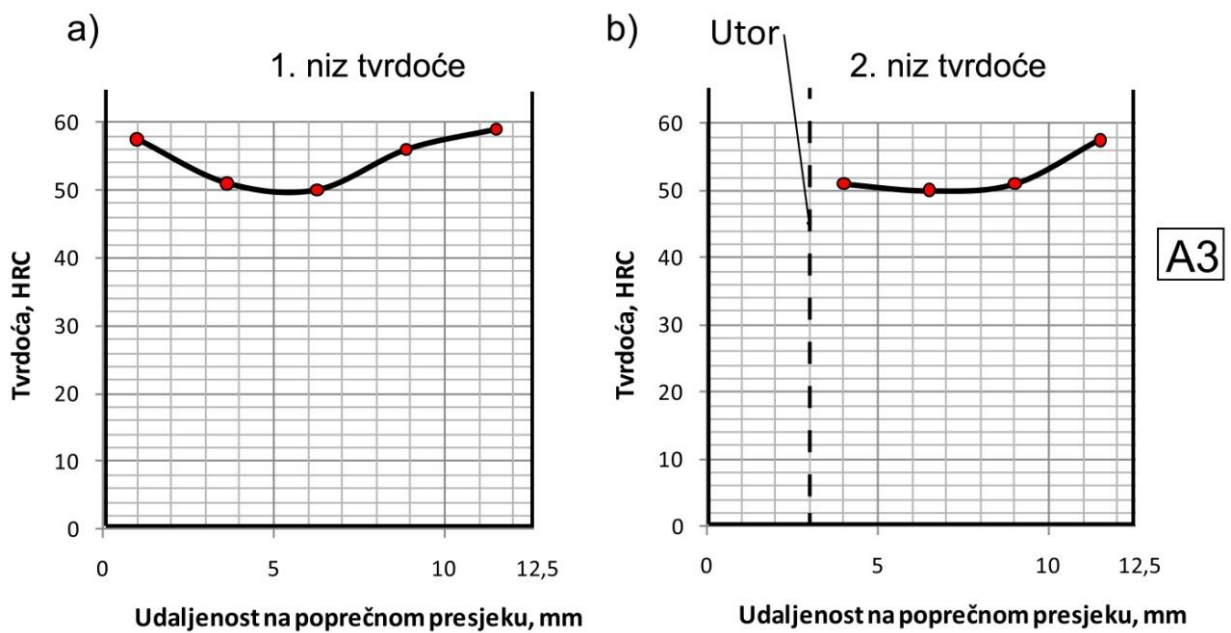 a)
1. niz tvrdoće
Tvrdoća, HRC
60
50
40
30
20
10
0
0 5 10 12,5
Udaljenost na poprečnom presjeku, mm
b)
Utor
2. niz tvrdoće
Tvrdoća, HRC
60
50
40
30
20
10
0
0 5 10 12,5
Udaljenost na poprečnom presjeku, mm
A3